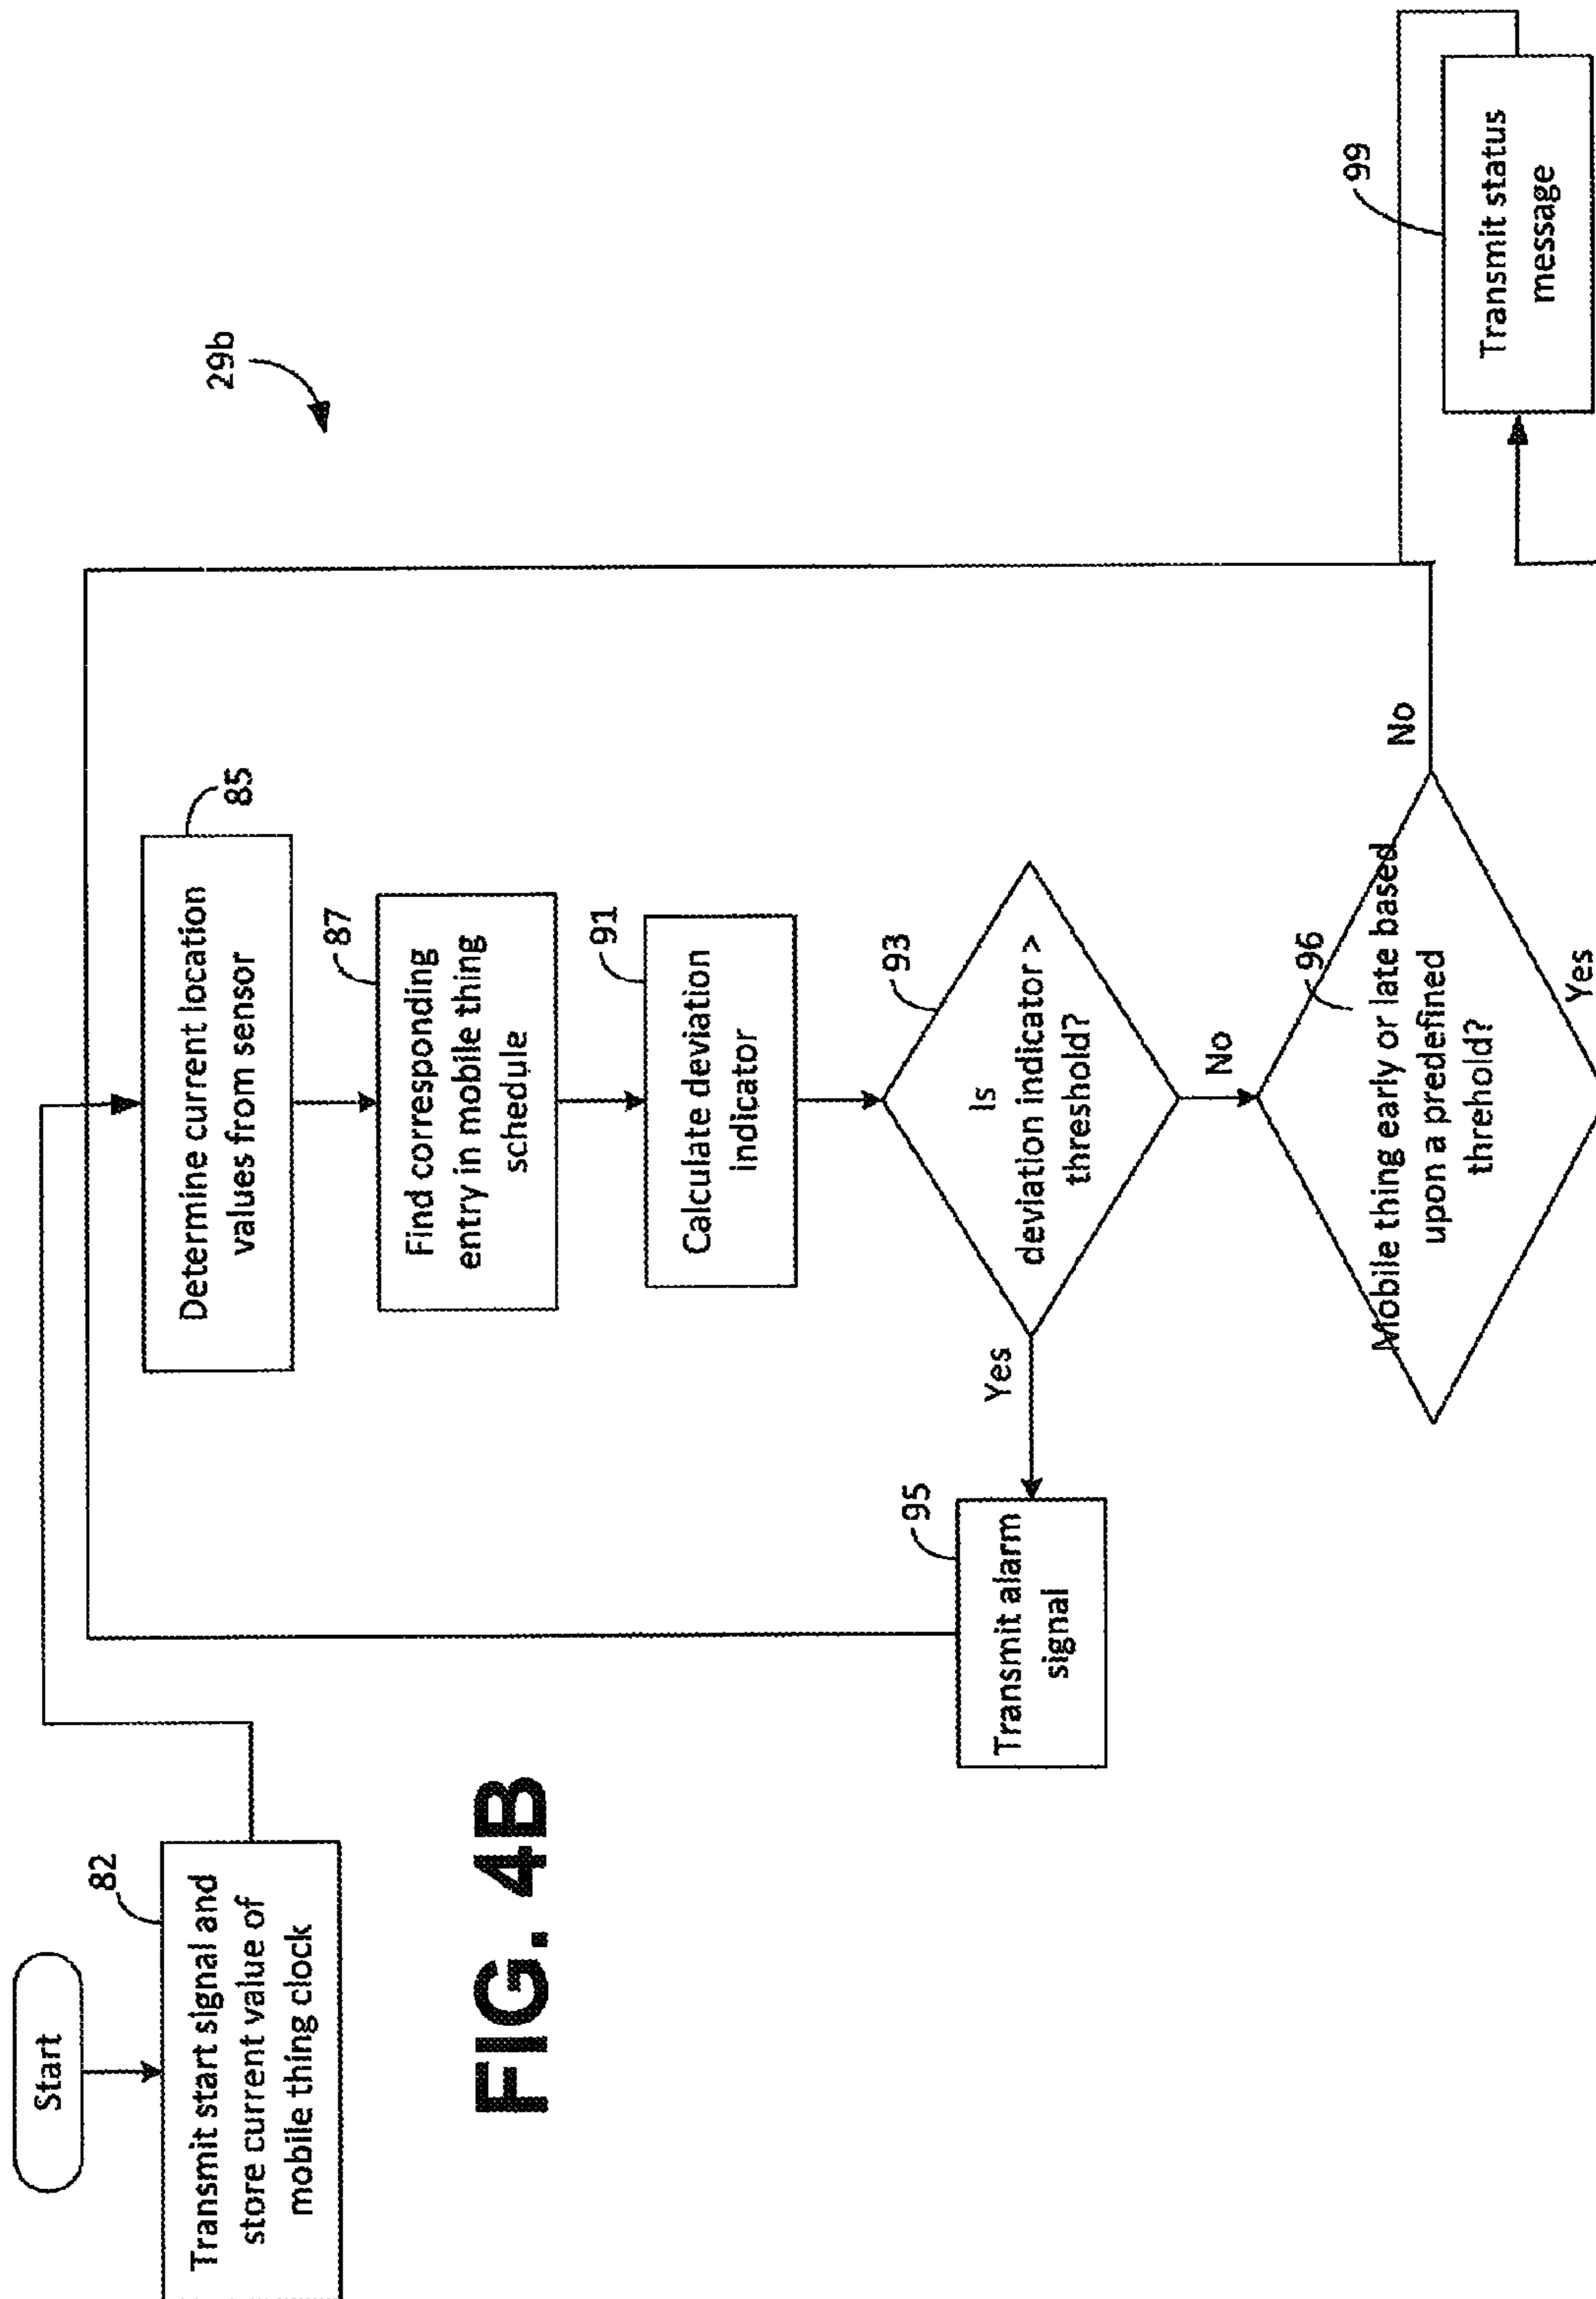 Start
82
Transmit start signal and
store current value of
mobile thing clock
FIG. 4B
29b
Determine current location
values from sensor
85
87
Find corresponding
entry in mobile thing
schedule
91
Calculate deviation
indicator
93
Is
deviation indicator >
threshold?
Yes
95
Transmit alarm
signal
No
96
Mobile thing early or late based
upon a predefined
threhold?
No
Yes
99
Transmit status
message